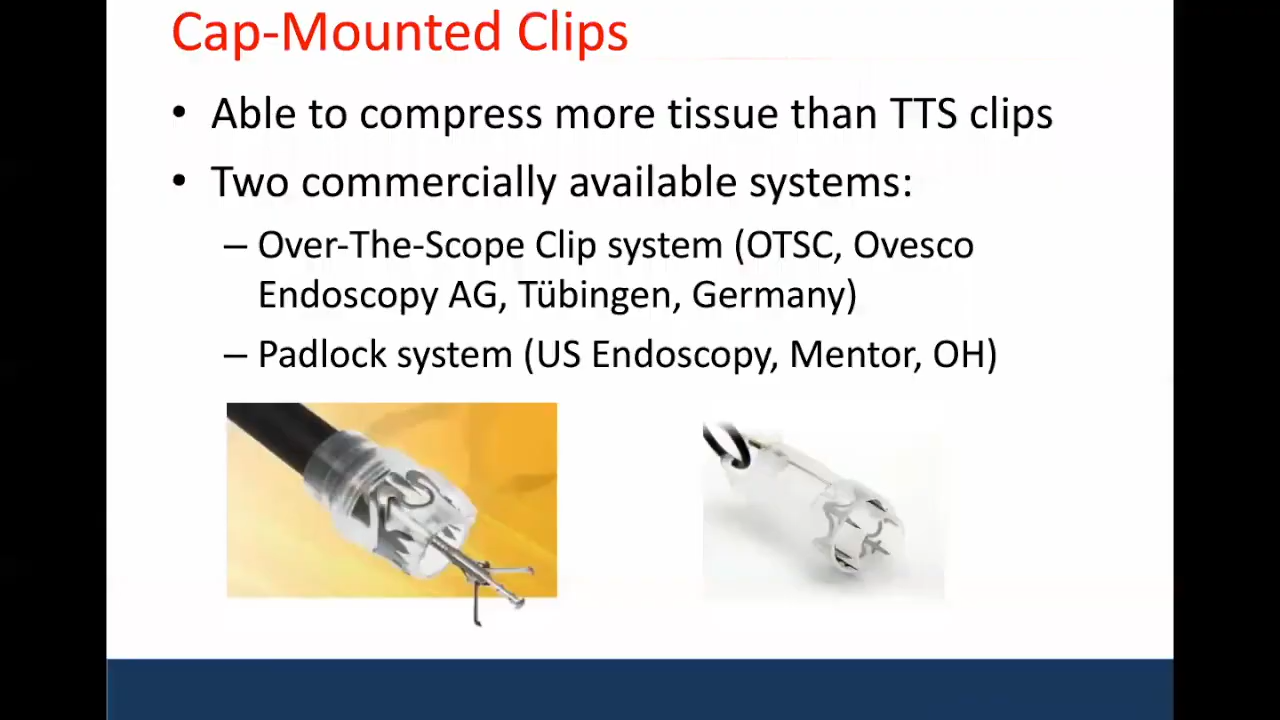 Cap-Mounted Clips
• Able to compress more tissue than TTS clips
• Two commercially available systems:
– Over-The-Scope Clip system (OTSC, Ovesco
Endoscopy AG, Tübingen, Germany)
– Padlock system (US Endoscopy, Mentor, OH)